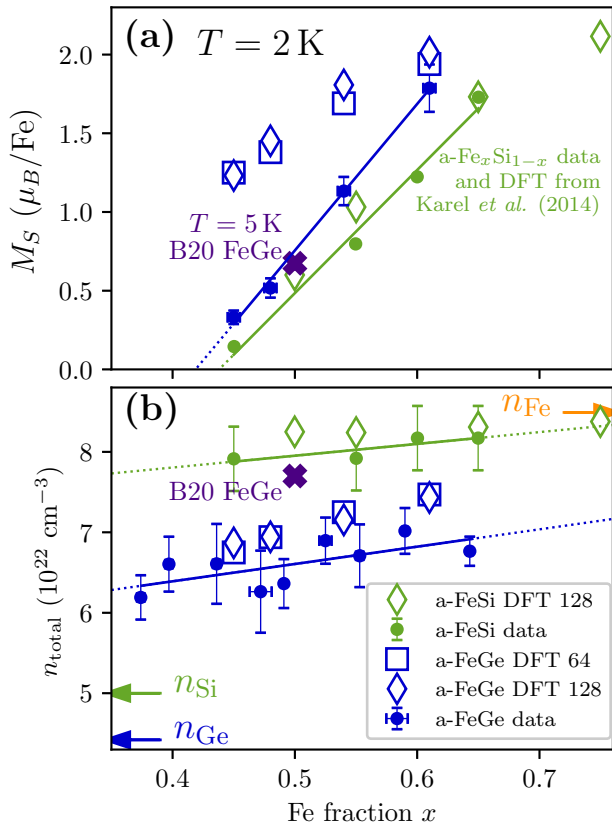 (a) T = 2 K
2.0
1.5
1.0
0.5
0.0
M_S (μ_B/Fe)
a-Fe_xSi_{1−x} data
and DFT from
Karel et al. (2014)
T = 5 K
B20 FeGe
(b)
n_Fe
8
7
6
5
n_total (10^22 cm^−3)
B20 FeGe
n_Si
n_Ge
a-FeSi DFT 128
a-FeSi data
a-FeGe DFT 64
a-FeGe DFT 128
a-FeGe data
0.4 0.5 0.6 0.7
Fe fraction x